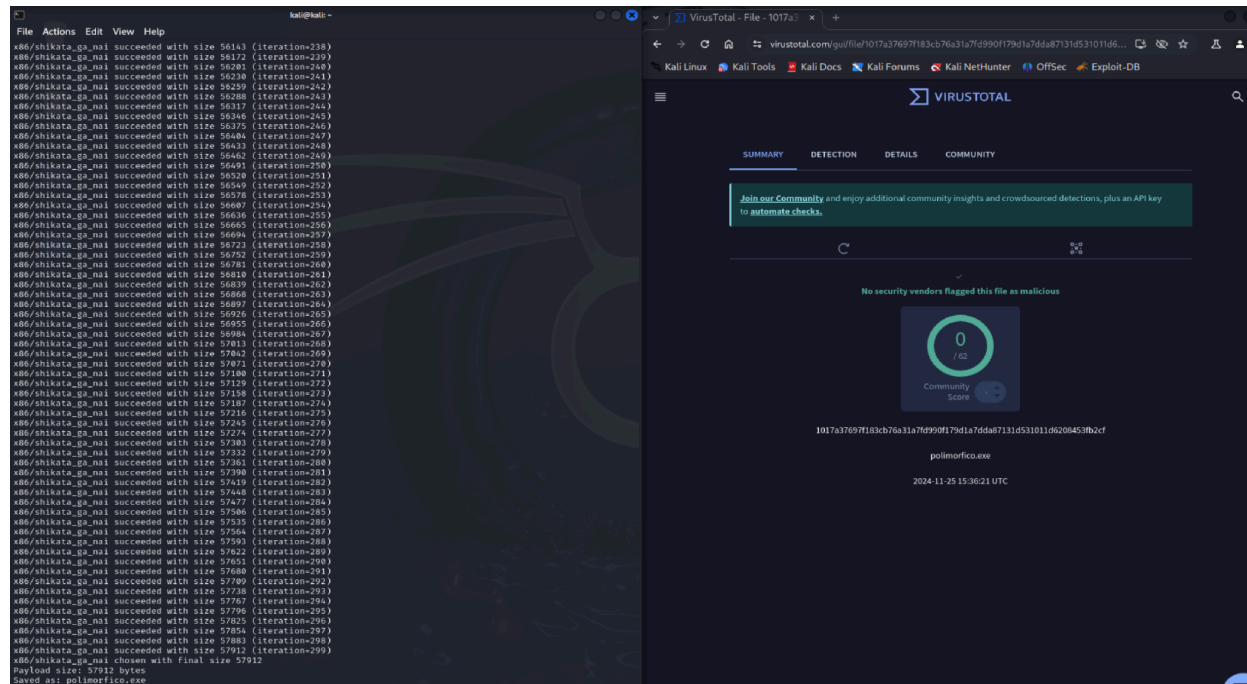 kali@kali: ~
File Actions Edit View Help
x86/shikata_ga_nai succeeded with size 56143 (iteration=238)
x86/shikata_ga_nai succeeded with size 56172 (iteration=239)
x86/shikata_ga_nai succeeded with size 56201 (iteration=240)
x86/shikata_ga_nai succeeded with size 56230 (iteration=241)
x86/shikata_ga_nai succeeded with size 56259 (iteration=242)
x86/shikata_ga_nai succeeded with size 56288 (iteration=243)
x86/shikata_ga_nai succeeded with size 56317 (iteration=244)
x86/shikata_ga_nai succeeded with size 56346 (iteration=245)
x86/shikata_ga_nai succeeded with size 56375 (iteration=246)
x86/shikata_ga_nai succeeded with size 56404 (iteration=247)
x86/shikata_ga_nai succeeded with size 56433 (iteration=248)
x86/shikata_ga_nai succeeded with size 56462 (iteration=249)
x86/shikata_ga_nai succeeded with size 56491 (iteration=250)
x86/shikata_ga_nai succeeded with size 56520 (iteration=251)
x86/shikata_ga_nai succeeded with size 56549 (iteration=252)
x86/shikata_ga_nai succeeded with size 56578 (iteration=253)
x86/shikata_ga_nai succeeded with size 56607 (iteration=254)
x86/shikata_ga_nai succeeded with size 56636 (iteration=255)
x86/shikata_ga_nai succeeded with size 56665 (iteration=256)
x86/shikata_ga_nai succeeded with size 56694 (iteration=257)
x86/shikata_ga_nai succeeded with size 56723 (iteration=258)
x86/shikata_ga_nai succeeded with size 56752 (iteration=259)
x86/shikata_ga_nai succeeded with size 56781 (iteration=260)
x86/shikata_ga_nai succeeded with size 56810 (iteration=261)
x86/shikata_ga_nai succeeded with size 56839 (iteration=262)
x86/shikata_ga_nai succeeded with size 56868 (iteration=263)
x86/shikata_ga_nai succeeded with size 56897 (iteration=264)
x86/shikata_ga_nai succeeded with size 56926 (iteration=265)
x86/shikata_ga_nai succeeded with size 56955 (iteration=266)
x86/shikata_ga_nai succeeded with size 56984 (iteration=267)
x86/shikata_ga_nai succeeded with size 57013 (iteration=268)
x86/shikata_ga_nai succeeded with size 57042 (iteration=269)
x86/shikata_ga_nai succeeded with size 57071 (iteration=270)
x86/shikata_ga_nai succeeded with size 57100 (iteration=271)
x86/shikata_ga_nai succeeded with size 57129 (iteration=272)
x86/shikata_ga_nai succeeded with size 57158 (iteration=273)
x86/shikata_ga_nai succeeded with size 57187 (iteration=274)
x86/shikata_ga_nai succeeded with size 57216 (iteration=275)
x86/shikata_ga_nai succeeded with size 57245 (iteration=276)
x86/shikata_ga_nai succeeded with size 57274 (iteration=277)
x86/shikata_ga_nai succeeded with size 57303 (iteration=278)
x86/shikata_ga_nai succeeded with size 57332 (iteration=279)
x86/shikata_ga_nai succeeded with size 57361 (iteration=280)
x86/shikata_ga_nai succeeded with size 57390 (iteration=281)
x86/shikata_ga_nai succeeded with size 57419 (iteration=282)
x86/shikata_ga_nai succeeded with size 57448 (iteration=283)
x86/shikata_ga_nai succeeded with size 57477 (iteration=284)
x86/shikata_ga_nai succeeded with size 57506 (iteration=285)
x86/shikata_ga_nai succeeded with size 57535 (iteration=286)
x86/shikata_ga_nai succeeded with size 57564 (iteration=287)
x86/shikata_ga_nai succeeded with size 57593 (iteration=288)
x86/shikata_ga_nai succeeded with size 57622 (iteration=289)
x86/shikata_ga_nai succeeded with size 57651 (iteration=290)
x86/shikata_ga_nai succeeded with size 57680 (iteration=291)
x86/shikata_ga_nai succeeded with size 57709 (iteration=292)
x86/shikata_ga_nai succeeded with size 57738 (iteration=293)
x86/shikata_ga_nai succeeded with size 57767 (iteration=294)
x86/shikata_ga_nai succeeded with size 57796 (iteration=295)
x86/shikata_ga_nai succeeded with size 57825 (iteration=296)
x86/shikata_ga_nai succeeded with size 57854 (iteration=297)
x86/shikata_ga_nai succeeded with size 57883 (iteration=298)
x86/shikata_ga_nai succeeded with size 57912 (iteration=299)
x86/shikata_ga_nai chosen with final size 57912
Payload size: 57912 bytes
Saved as: polimorfico.exe
VirusTotal - File - 1017a3
virustotal.com/gui/file/1017a37697f183cb76a31a7fd990f179d1a7dda87131d531011d6...
Kali Linux Kali Tools Kali Docs Kali Forums Kali NetHunter OffSec Exploit-DB
VIRUSTOTAL
SUMMARY DETECTION DETAILS COMMUNITY
Join our Community and enjoy additional community insights and crowdsourced detections, plus an API key
to automate checks.
No security vendors flagged this file as malicious
0
/ 62
Community
Score
1017a37697f183cb76a31a7fd990f179d1a7dda87131d531011d6208453fb2cf
polimorfico.exe
2024-11-25 15:36:21 UTC